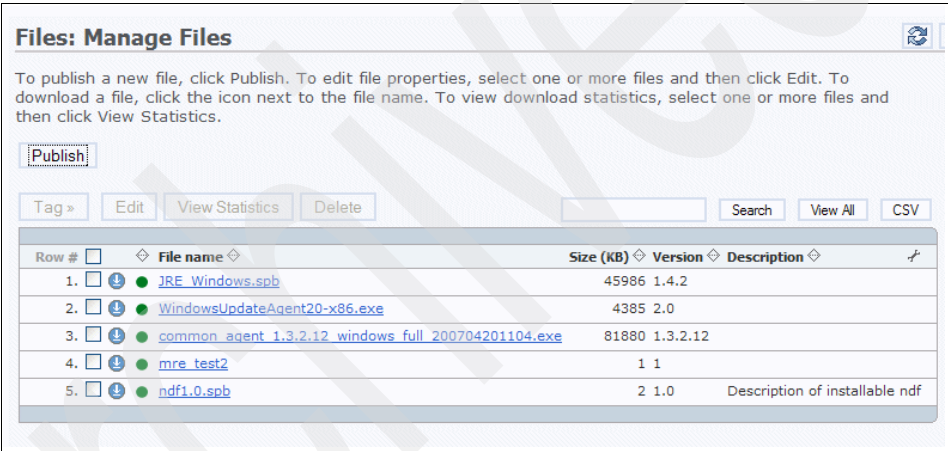 Files: Manage Files
To publish a new file, click Publish. To edit file properties, select one or more files and then click Edit. To
download a file, click the icon next to the file name. To view download statistics, select one or more files and
then click View Statistics.
Publish
Tag » Edit View Statistics Delete Search View All CSV
Row # File name Size (KB) Version Description
1. JRE_Windows.spb 45986 1.4.2
2. WindowsUpdateAgent20-x86.exe 4385 2.0
3. common_agent_1.3.2.12_windows_full_200704201104.exe 81880 1.3.2.12
4. mre_test2 1 1
5. ndf1.0.spb 2 1.0 Description of installable ndf